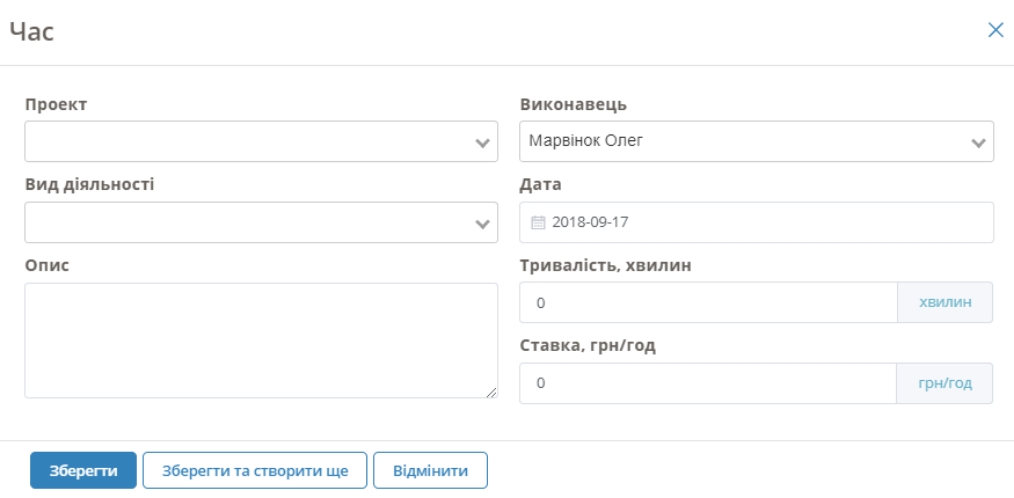 Час
Проект
Виконавець
Марвінок Олег
Вид діяльності
Дата
2018-09-17
Опис
Тривалість, хвилин
0 хвилин
Ставка, грн/год
0 грн/год
Зберегти Зберегти та створити ще Відмінити